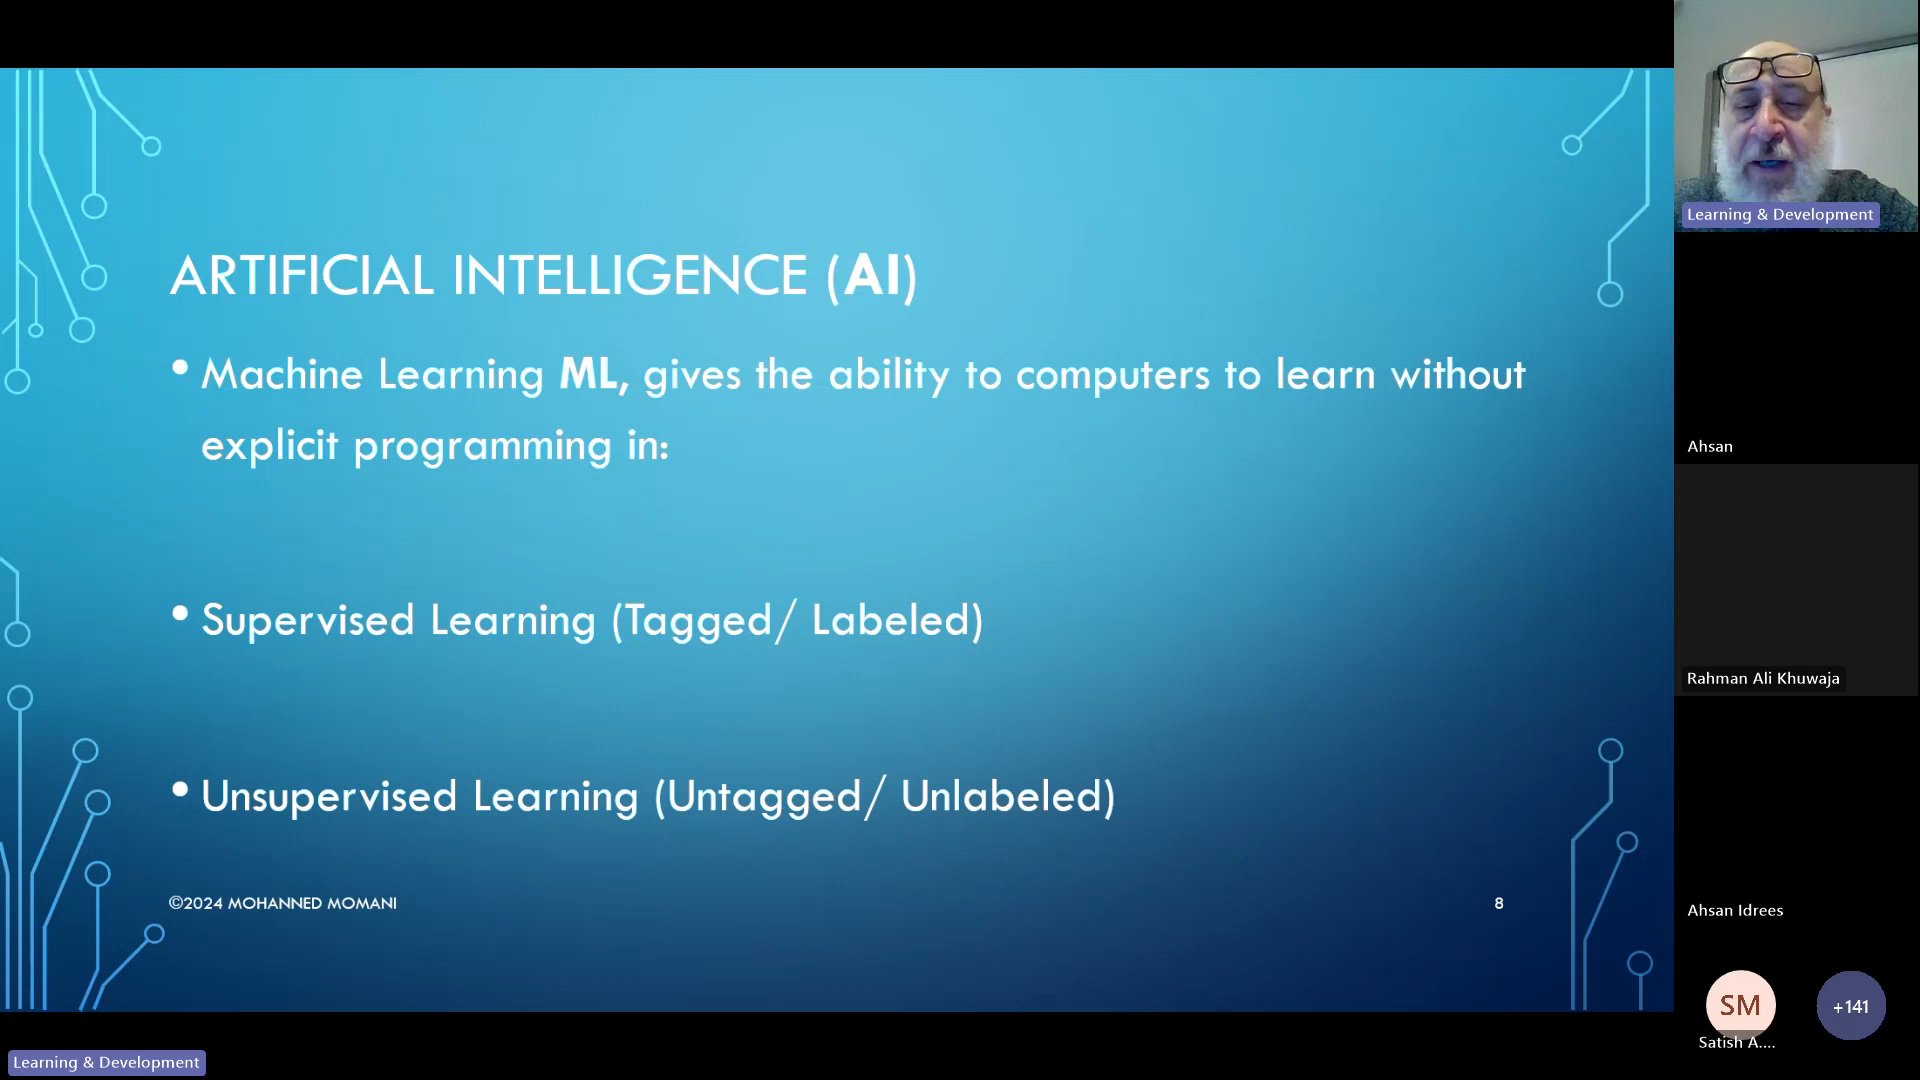 ARTIFICIAL INTELLIGENCE (AI)
• Machine Learning ML, gives the ability to computers to learn without
explicit programming in:
• Supervised Learning (Tagged/ Labeled)
• Unsupervised Learning (Untagged/ Unlabeled)
©2024 MOHANNED MOMANI
8
Learning & Development
Learning & Development
Ahsan
Rahman Ali Khuwaja
Ahsan Idrees
SM
+141
Satish A....